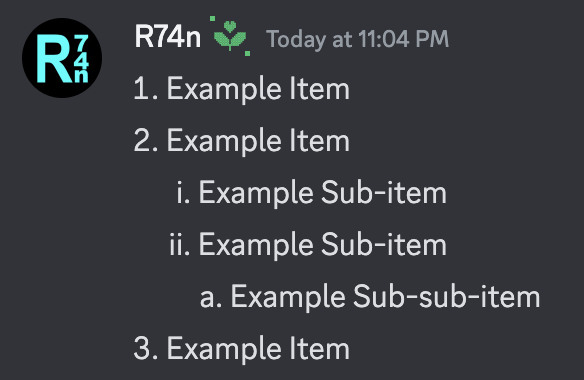 R74n
R74n Today at 11:04 PM
1. Example Item
2. Example Item
i. Example Sub-item
ii. Example Sub-item
a. Example Sub-sub-item
3. Example Item